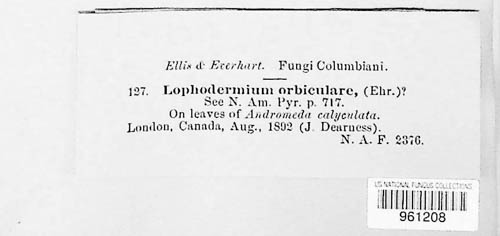 Ellis & Everhart. Fungi Columbiani.
127. Lophodermium orbiculare, (Ehr.)?
See N. Am. Pyr. p. 717.
On leaves of Andromeda calyculata.
London, Canada, Aug., 1892 (J. Dearness).
N. A. F. 2376.
US NATIONAL FUNGUS COLLECTIONS
961208